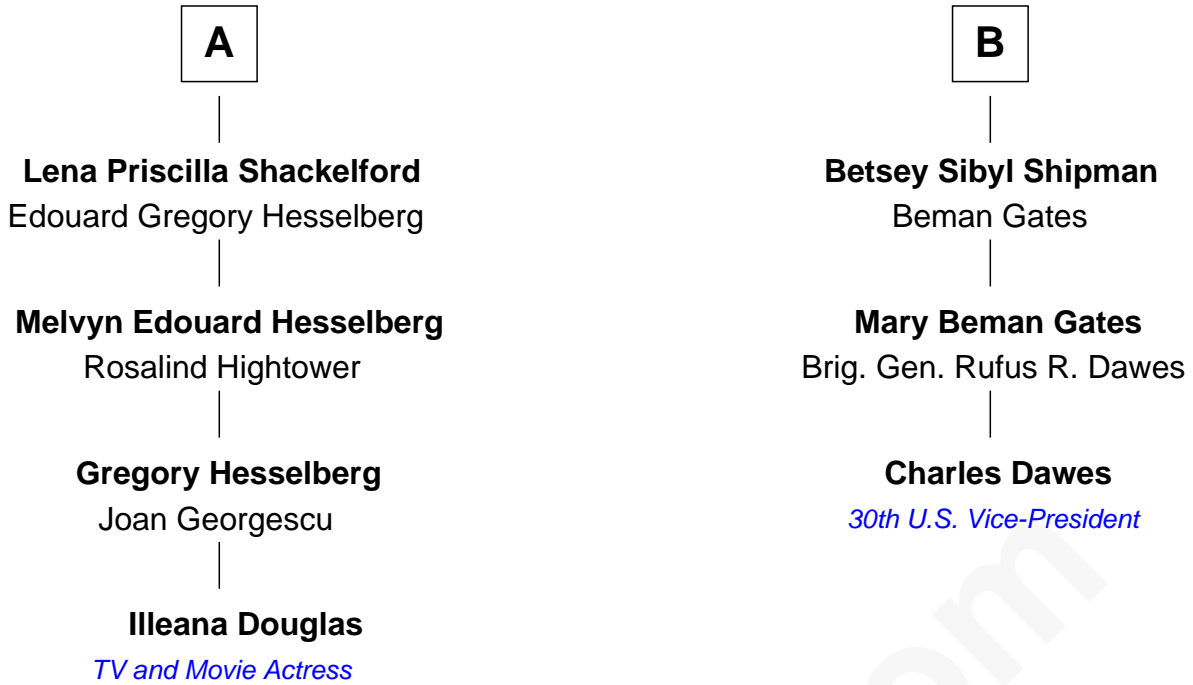 A
Lena Priscilla Shackelford
Edouard Gregory Hesselberg
Melvyn Edouard Hesselberg
Rosalind Hightower
Gregory Hesselberg
Joan Georgescu
Illeana Douglas
TV and Movie Actress
B
Betsey Sibyl Shipman
Beman Gates
Mary Beman Gates
Brig. Gen. Rufus R. Dawes
Charles Dawes
30th U.S. Vice-President
om